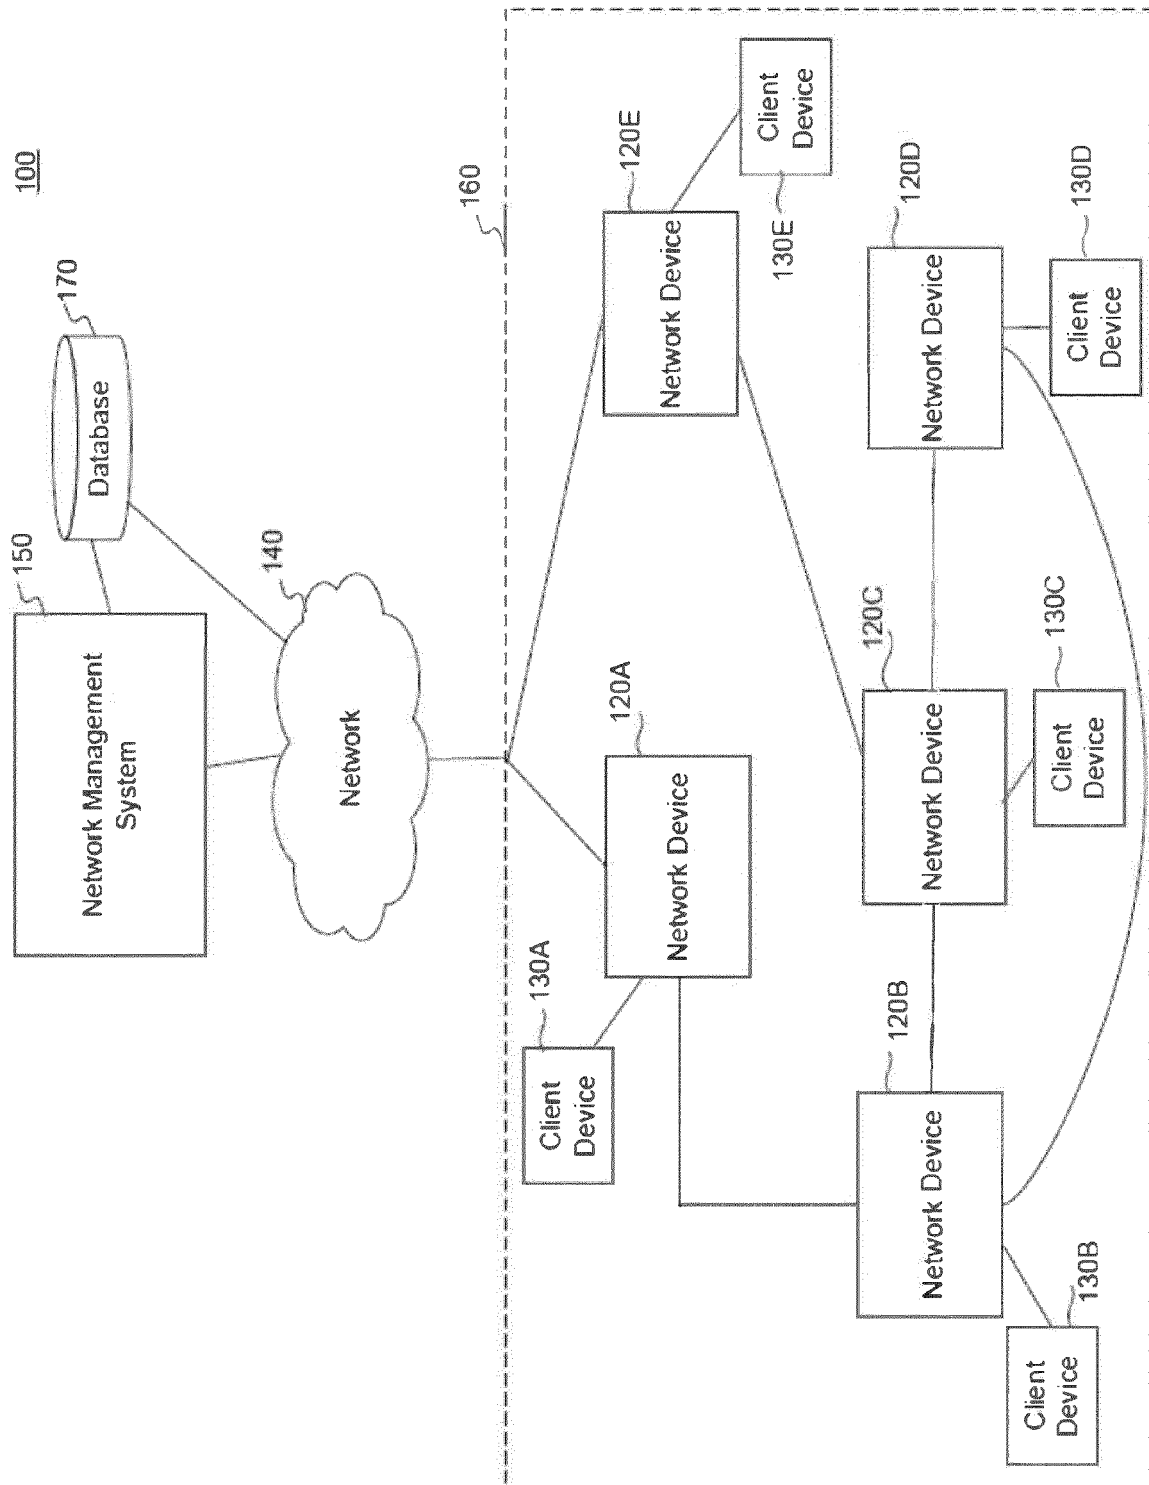 100
150
170
Network Management
System
Database
140
Network
160
130A
Client
Device
120A
Network Device
120E
Network Device
Client
Device
130E
120B
Network Device
120C
Network Device
120D
Network Device
Client
Device
130B
130C
Client
Device
130D
Client
Device